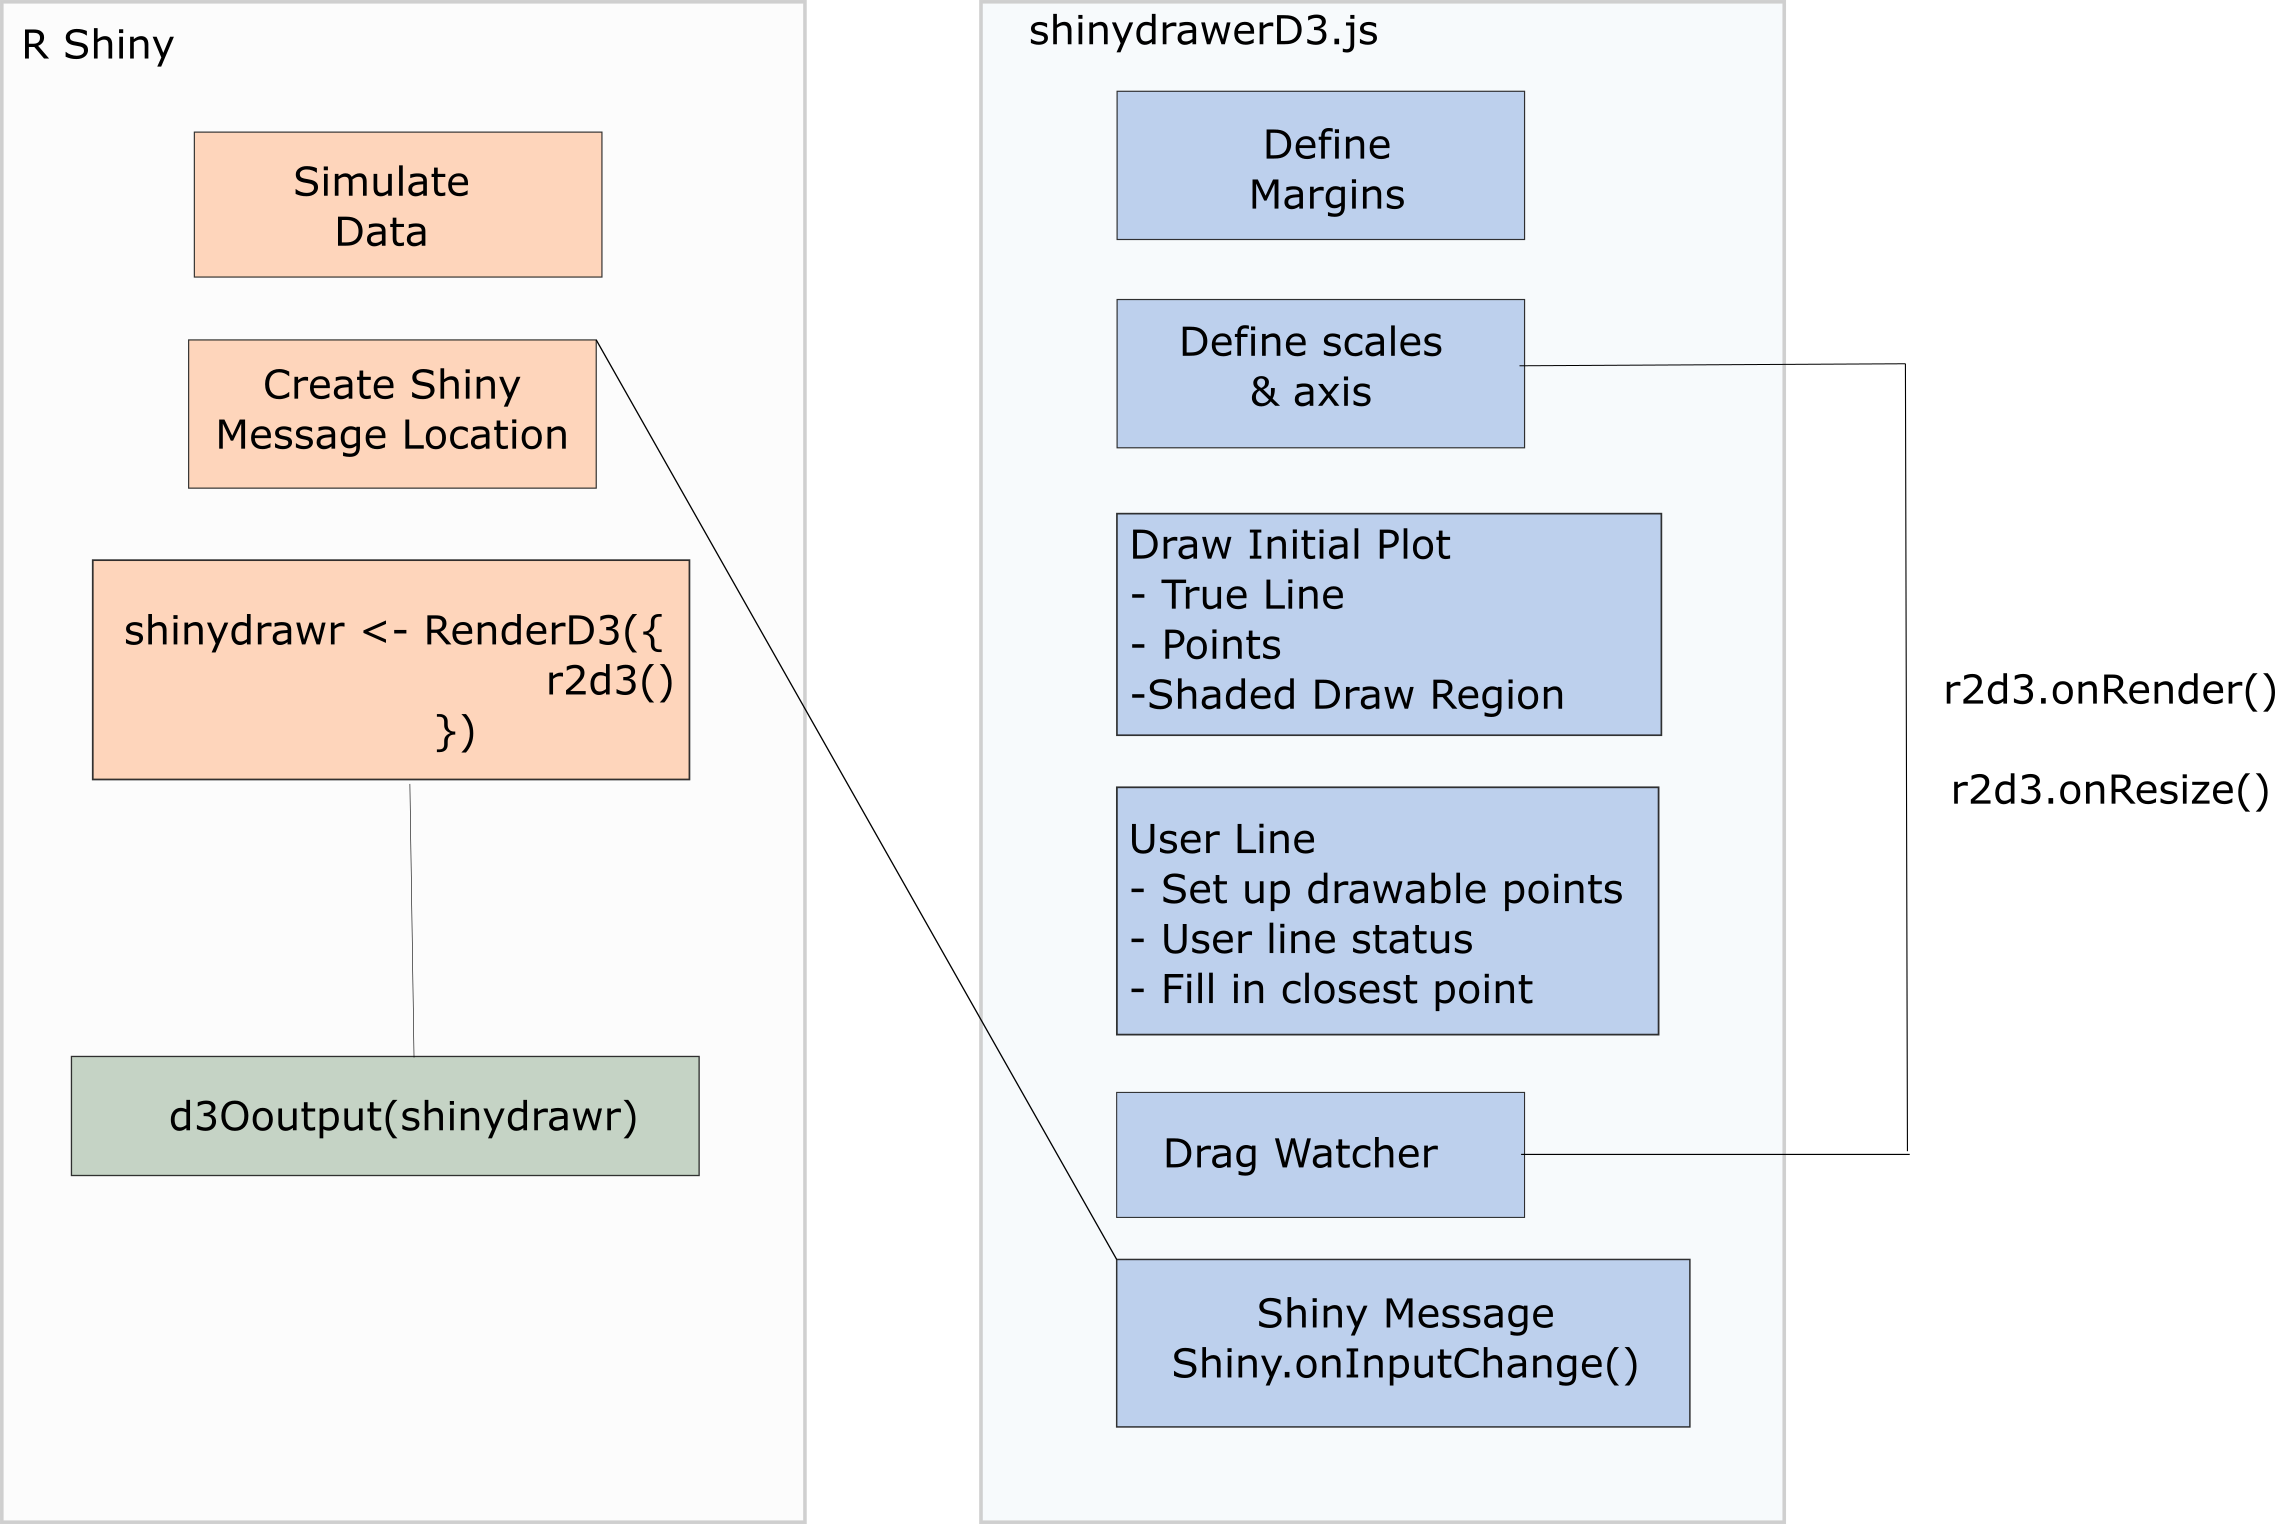 R Shiny
Simulate
Data
Create Shiny
Message Location
shinydrawr <- RenderD3({
r2d3()
})
d3Ooutput(shinydrawr)
shinydrawerD3.js
Define
Margins
Define scales
& axis
Draw Initial Plot
- True Line
- Points
-Shaded Draw Region
User Line
- Set up drawable points
- User line status
- Fill in closest point
Drag Watcher
Shiny Message
Shiny.onInputChange()
r2d3.onRender()
r2d3.onResize()